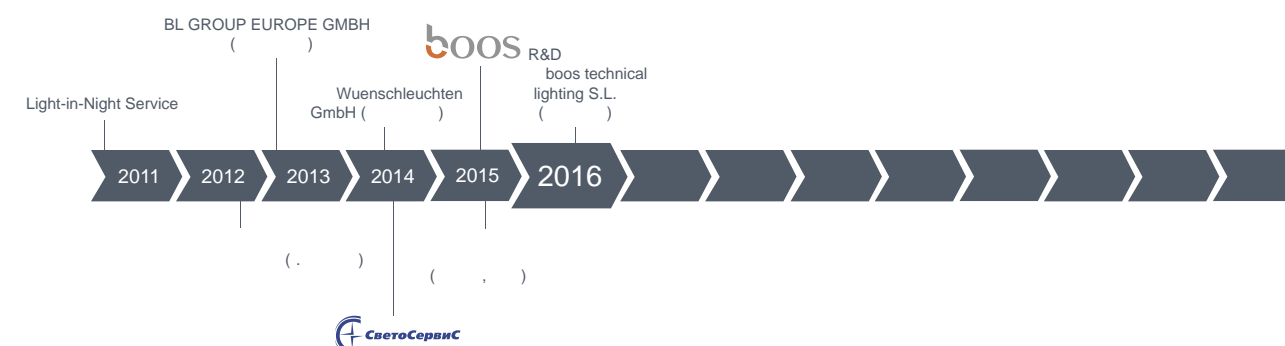 BL GROUP EUROPE GMBH
( )
boos
R&D
boos technical
lighting S.L.
( )
Wuenschleuchten
GmbH ( )
Light-in-Night Service
2011
2012
2013
2014
2015
2016
( . )
( , )
СветоСервиС